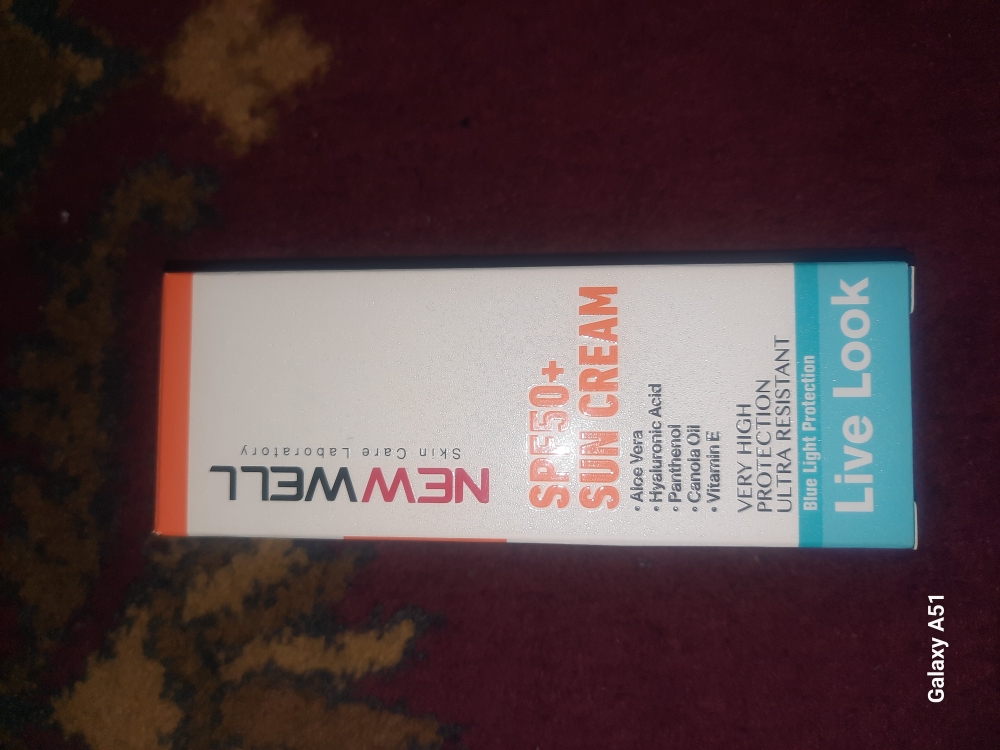 NEWWELL
Skin Care Laboratory
SPF50+
SUN CREAM
• Aloe Vera
• Hyaluronic Acid
• Panthenol
• Canola Oil
• Vitamin E
VERY HIGH
PROTECTION
ULTRA RESISTANT
Blue Light Protection
Live Look
Galaxy A51